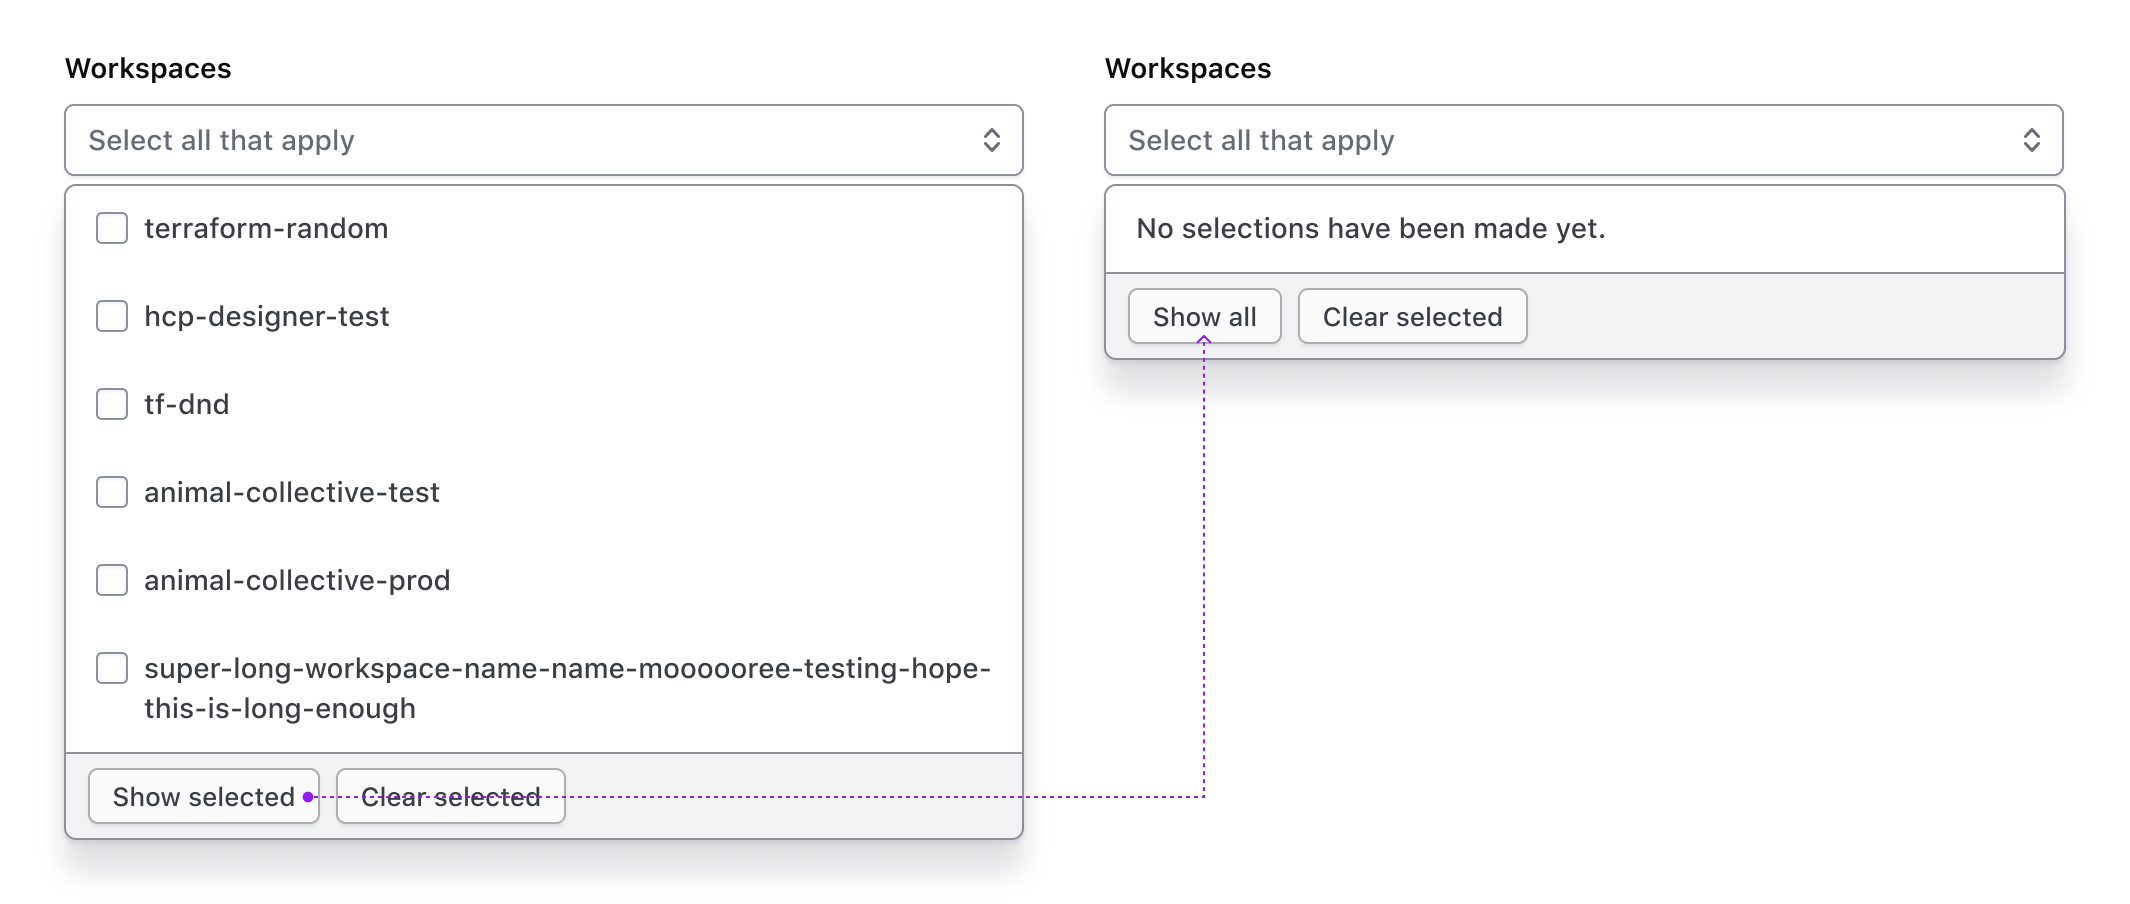 Workspaces
Select all that apply
terraform-random
hcp-designer-test
tf-dnd
animal-collective-test
animal-collective-prod
super-long-workspace-name-name-moooooree-testing-hope-
this-is-long-enough
Show selected
Clear selected
Workspaces
Select all that apply
No selections have been made yet.
Show all
Clear selected